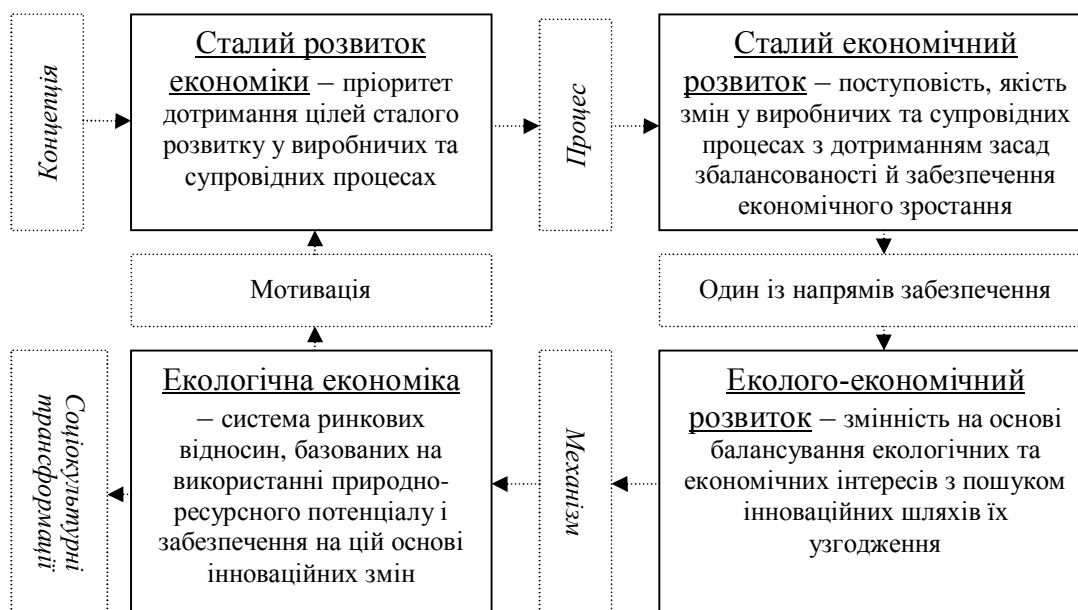 Концепція
Сталий розвиток
економіки – пріоритет
дотримання цілей сталого
розвитку у виробничих та
супровідних процесах
Процес
Сталий економічний
розвиток – поступовість, якість
змін у виробничих та супровідних
процесах з дотриманням засад
збалансованості й забезпечення
економічного зростання
Мотивація
Один із напрямів забезпечення
Соціокультурні
трансформації
Екологічна економіка
– система ринкових
відносин, базованих на
використанні природно-
ресурсного потенціалу і
забезпечення на цій основі
інноваційних змін
Механізм
Еколого-економічний
розвиток – змінність на основі
балансування екологічних та
економічних інтересів з пошуком
інноваційних шляхів їх
узгодження